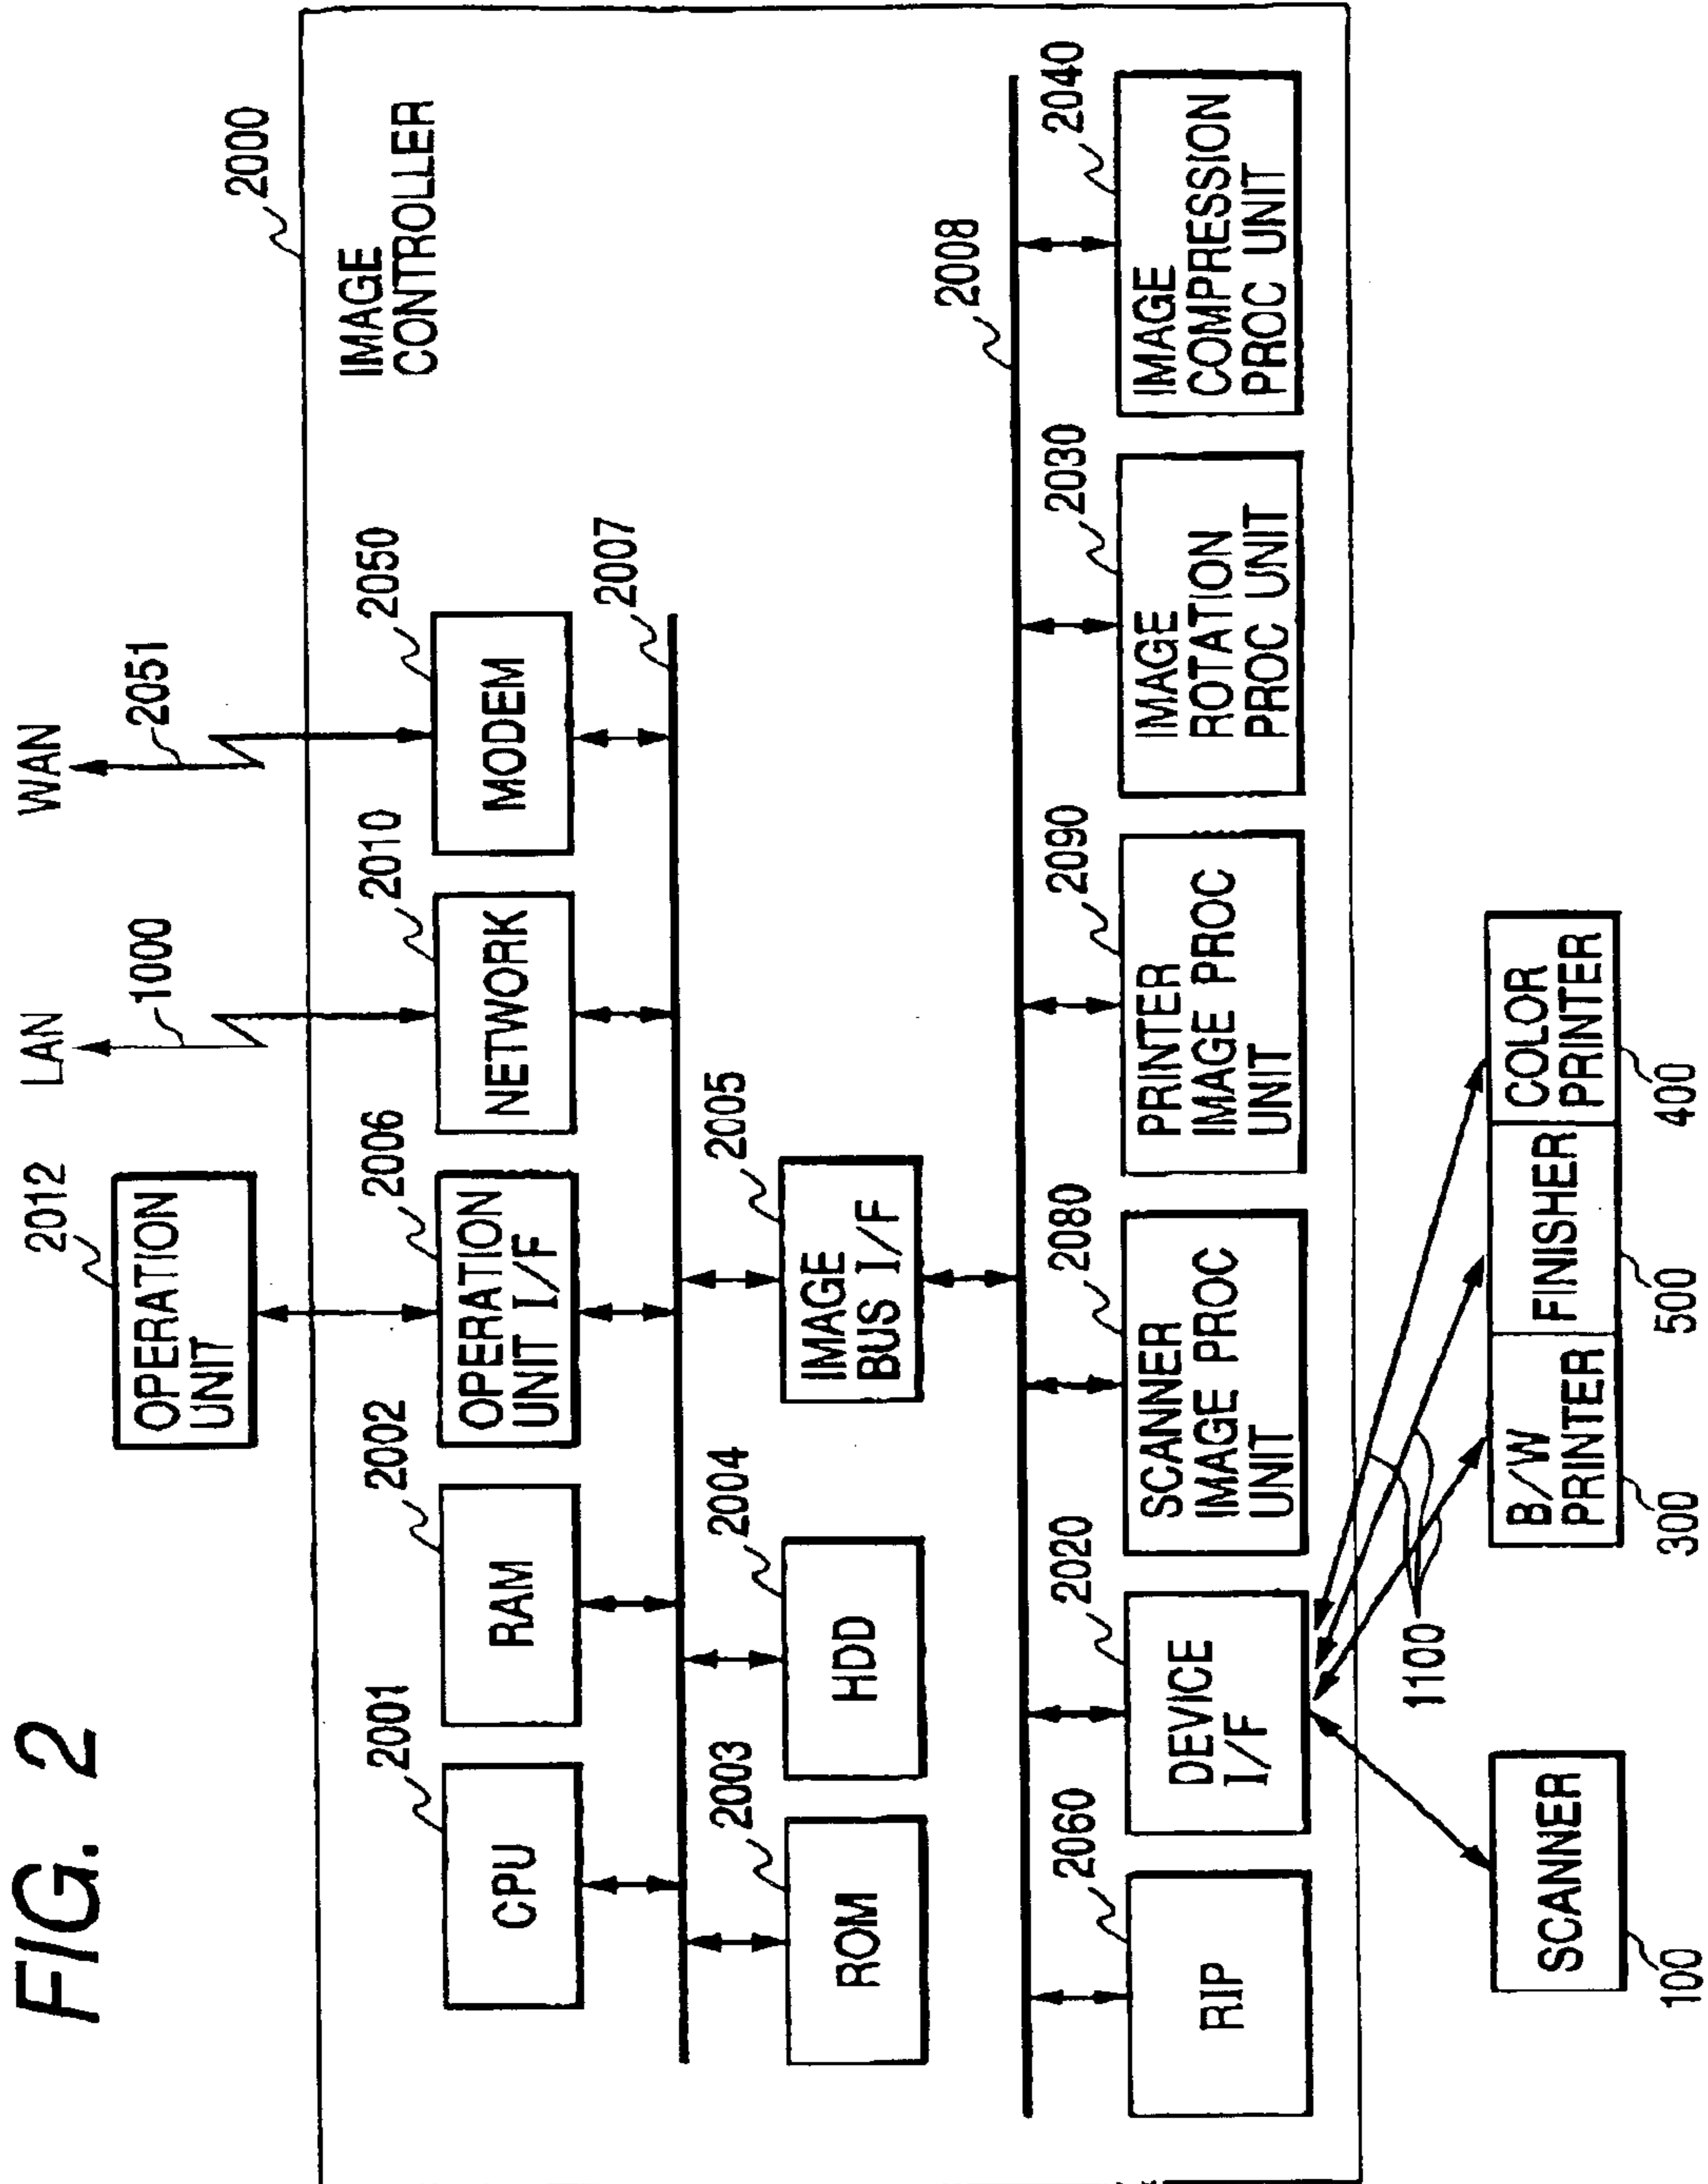 FIG. 2
LAN
WAN
2012
1000
2051
OPERATION
UNIT
2000
IMAGE
CONTROLLER
2001
2002
2006
2010
2050
CPU
RAM
OPERATION
UNIT I/F
NETWORK
MODEM
2007
2003
2004
2005
ROM
HDD
IMAGE
BUS I/F
2008
2060
2020
2080
2090
2030
2040
RIP
DEVICE
I/F
SCANNER
IMAGE PROC
UNIT
PRINTER
IMAGE PROC
UNIT
IMAGE
ROTATION
PROC UNIT
IMAGE
COMPRESSION
PROC UNIT
1100
SCANNER
B/W
PRINTER
FINISHER
COLOR
PRINTER
100
300
500
400